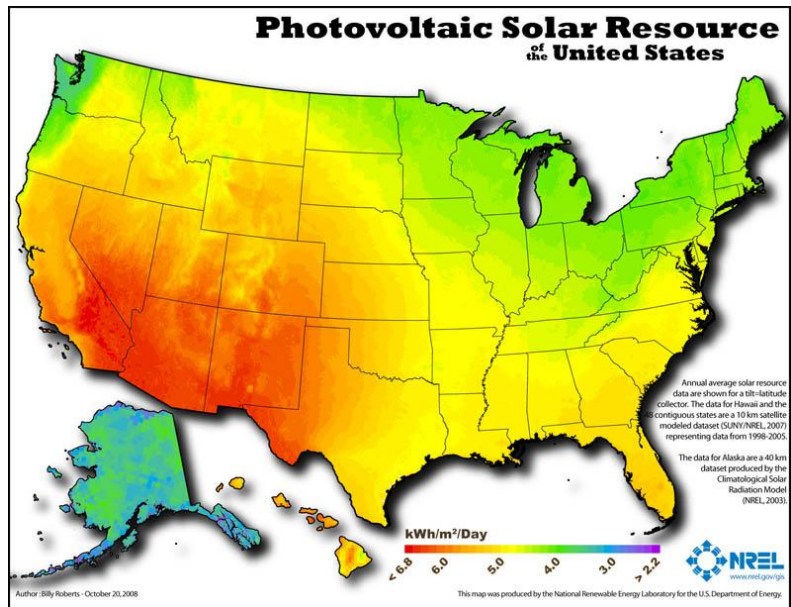 Photovoltaic Solar Resource
of the United States
Annual average solar resource
data are shown for a tilt=latitude
collector. The data for Hawaii and the
48 contiguous states are a 10 km satellite
modeled dataset (SUNY/NREL, 2007)
representing data from 1998-2005.
The data for Alaska are a 40 km
dataset produced by the
Climatological Solar
Radiation Model
(NREL, 2003).
kWh/m²/Day
< 6.8
6.0
5.0
4.0
3.0
> 2.2
NREL
www.nrel.gov/gis
Author : Billy Roberts - October 20, 2008
This map was produced by the National Renewable Energy Laboratory for the U.S. Department of Energy.